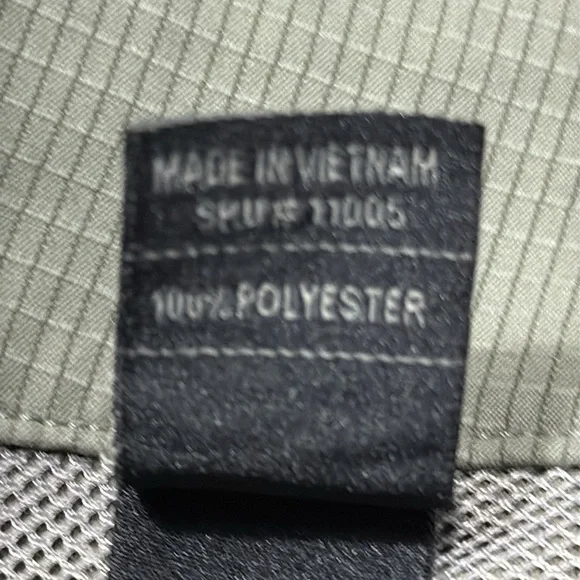 MADE IN VIETNAM
SKU# 11005
100% POLYESTER